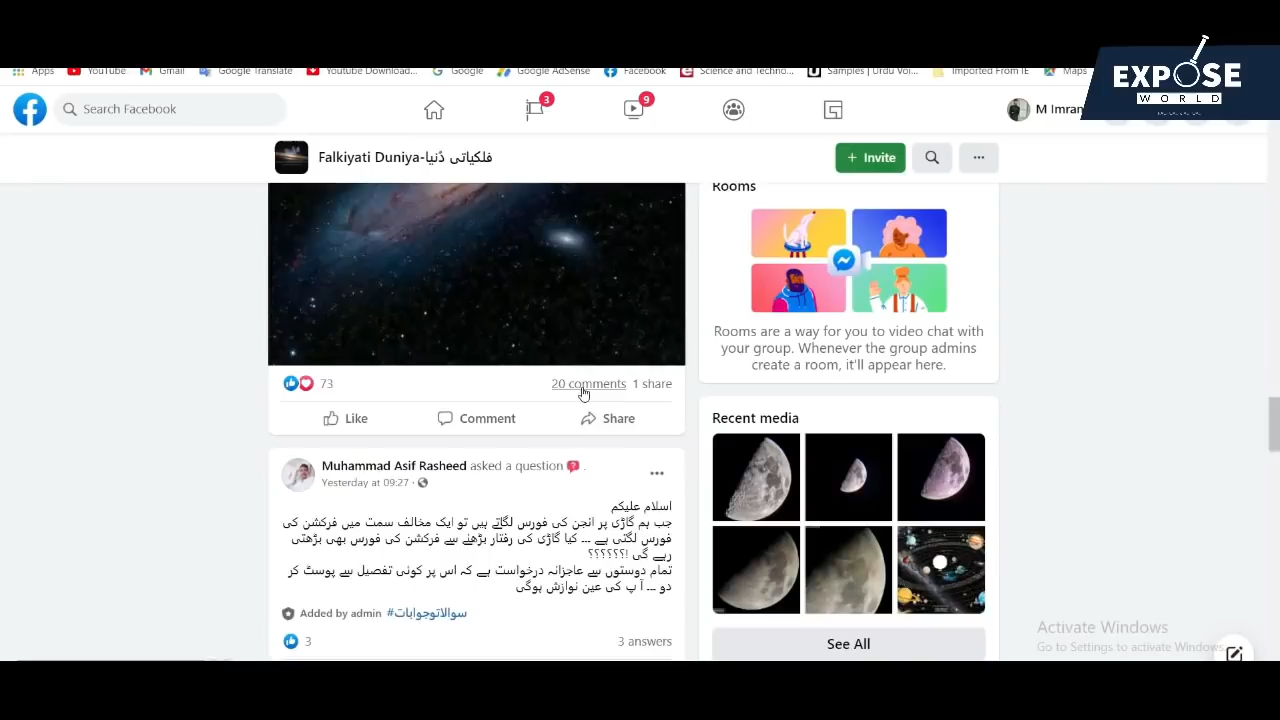 Apps YouTube Gmail Google Translate Youtube Download... Google Google AdSense Facebook Science and Techno... Samples | Urdu Voi... Imported From IE Maps
EXPOSE
WORLD
Search Facebook
3
9
M Imran
Falkiyati Duniya-فلکیاتی دُنیا
+ Invite
Rooms
Rooms are a way for you to video chat with
your group. Whenever the group admins
create a room, it'll appear here.
73
20 comments 1 share
Like Comment Share
Recent media
See All
Muhammad Asif Rasheed asked a question
Yesterday at 09:27
اسلام علیکم
جب ہم گاڑی پر انجن کی فورس لگاتے ہیں تو ایک مخالف سمت میں فرکشن کی
فورس لگتی ہے ... کیا گاڑی کی رفتار بڑھنے سے فرکشن کی فورس بھی بڑھتی
رہے گی !؟؟؟؟؟؟
تمام دوستوں سے عاجزانہ درخواست ہے کہ اس پر کوئی تفصیل سے پوسٹ کر
دو ... آ پ کی عین نوازش ہوگی
Added by admin #سوالاتوجوابات
3
3 answers
Activate Windows
Go to Settings to activate Windows.